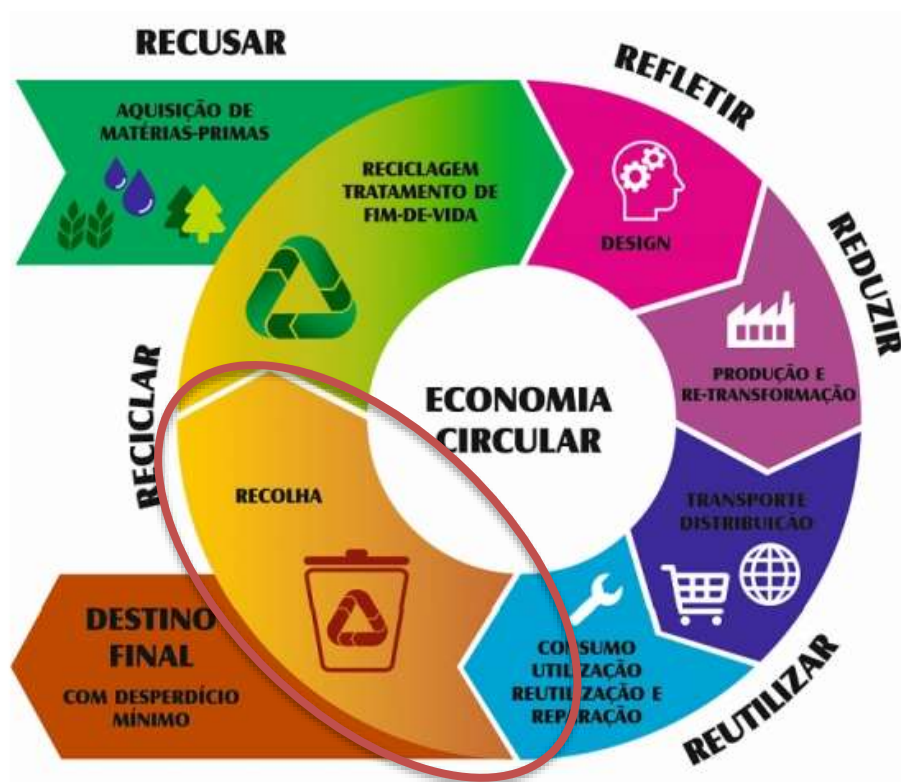 RECUSAR
REFLETIR
REDUZIR
REUTILIZAR
RECICLAR
AQUISIÇÃO DE
MATÉRIAS-PRIMAS
RECICLAGEM
TRATAMENTO DE
FIM-DE-VIDA
DESIGN
PRODUÇÃO E
RE-TRANSFORMAÇÃO
TRANSPORTE
DISTRIBUIÇÃO
CONSUMO
UTILIZAÇÃO
REUTILIZAÇÃO E
REPARAÇÃO
RECOLHA
ECONOMIA
CIRCULAR
DESTINO
FINAL
COM DESPERDÍCIO
MÍNIMO